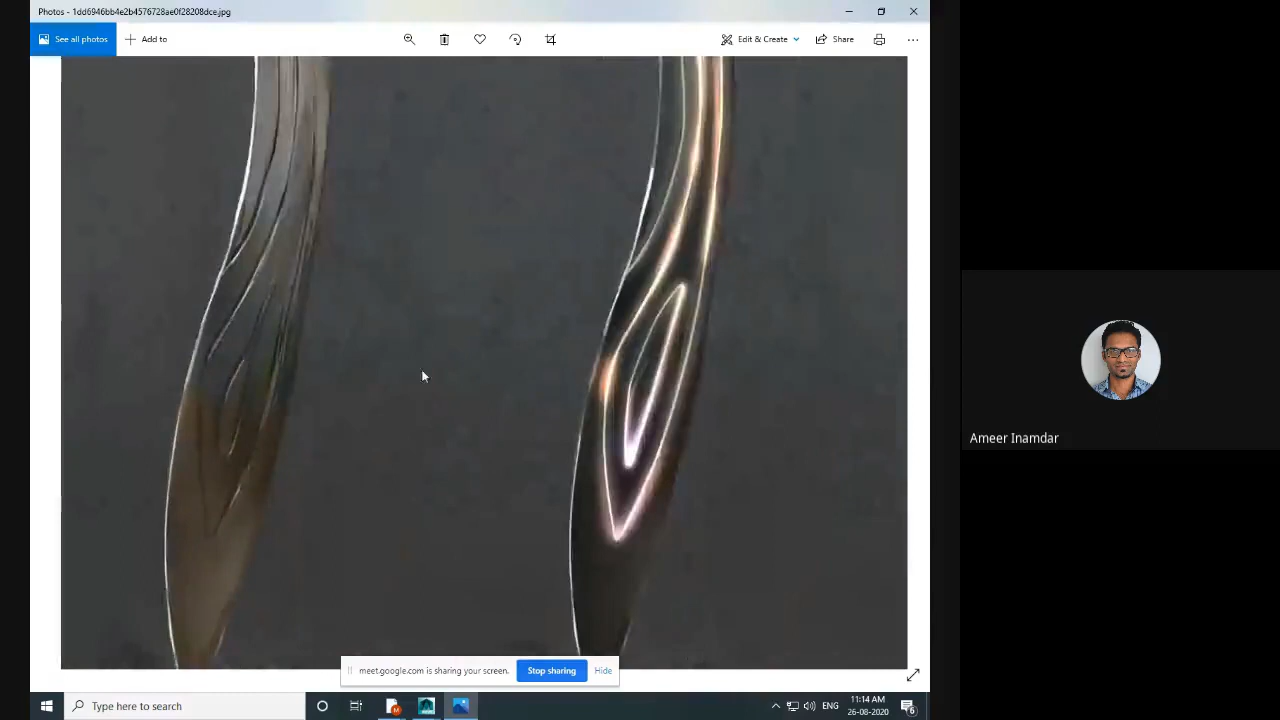 Photos - 1dd6946bb4e2b4576728ae0f28208dce.jpg
See all photos
Add to
Edit & Create
Share
Ameer Inamdar
meet.google.com is sharing your screen.
Stop sharing
Hide
Type here to search
ENG
11:14 AM
26-08-2020
6